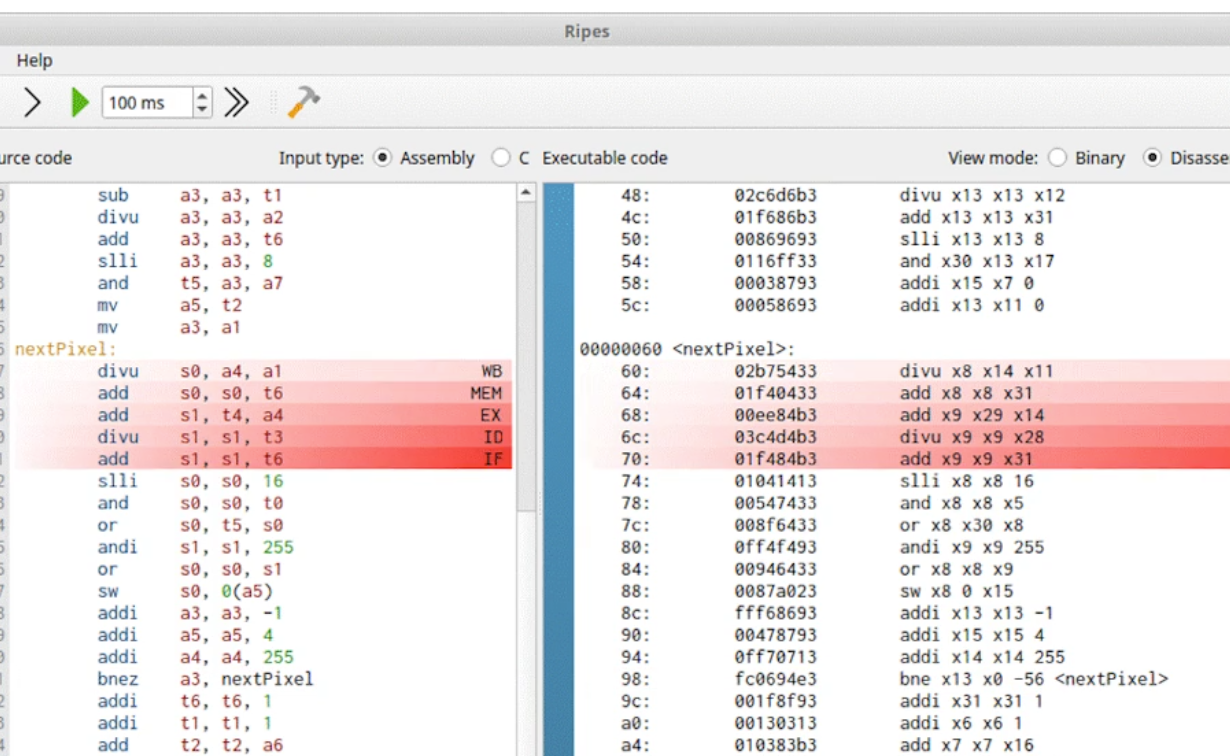 Ripes
Help
100 ms
urce code Input type: Assembly C Executable code View mode: Binary Disasse
sub a3, a3, t1
divu a3, a3, a2
add a3, a3, t6
slli a3, a3, 8
and t5, a3, a7
mv a5, t2
mv a3, a1
nextPixel:
divu s0, a4, a1 WB
add s0, s0, t6 MEM
add s1, t4, a4 EX
divu s1, s1, t3 ID
add s1, s1, t6 IF
slli s0, s0, 16
and s0, s0, t0
or s0, t5, s0
andi s1, s1, 255
or s0, s0, s1
sw s0, 0(a5)
addi a3, a3, -1
addi a5, a5, 4
addi a4, a4, 255
bnez a3, nextPixel
addi t6, t6, 1
addi t1, t1, 1
add t2, t2, a6
48: 02c6d6b3 divu x13 x13 x12
4c: 01f686b3 add x13 x13 x31
50: 00869693 slli x13 x13 8
54: 0116ff33 and x30 x13 x17
58: 00038793 addi x15 x7 0
5c: 00058693 addi x13 x11 0
00000060 <nextPixel>:
60: 02b75433 divu x8 x14 x11
64: 01f40433 add x8 x8 x31
68: 00ee84b3 add x9 x29 x14
6c: 03c4d4b3 divu x9 x9 x28
70: 01f484b3 add x9 x9 x31
74: 01041413 slli x8 x8 16
78: 00547433 and x8 x8 x5
7c: 008f6433 or x8 x30 x8
80: 0ff4f493 andi x9 x9 255
84: 00946433 or x8 x8 x9
88: 0087a023 sw x8 0 x15
8c: fff68693 addi x13 x13 -1
90: 00478793 addi x15 x15 4
94: 0ff70713 addi x14 x14 255
98: fc0694e3 bne x13 x0 -56 <nextPixel>
9c: 001f8f93 addi x31 x31 1
a0: 00130313 addi x6 x6 1
a4: 010383b3 add x7 x7 x16